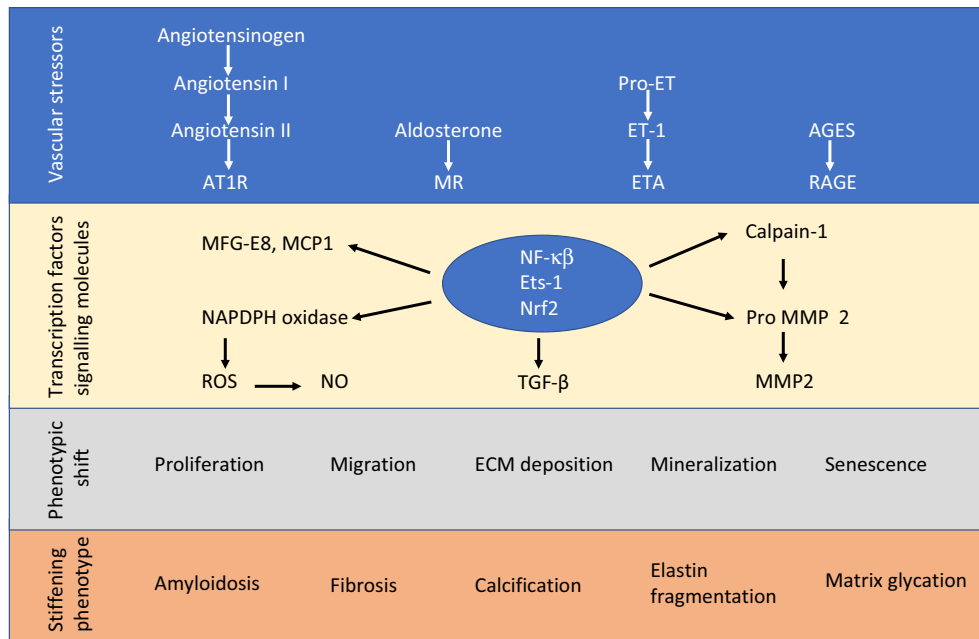 Vascular stressors
Angiotensinogen
Angiotensin I
Pro-ET
Angiotensin II
Aldosterone
ET-1
AGES
AT1R
MR
ETA
RAGE
Transcription factors
signalling molecules
MFG-E8, MCP1
NF-κβ
Ets-1
Nrf2
Calpain-1
NAPDPH oxidase
Pro MMP 2
ROS
NO
TGF-β
MMP2
Phenotypic
shift
Proliferation
Migration
ECM deposition
Mineralization
Senescence
Stiffening
phenotype
Amyloidosis
Fibrosis
Calcification
Elastin
fragmentation
Matrix glycation